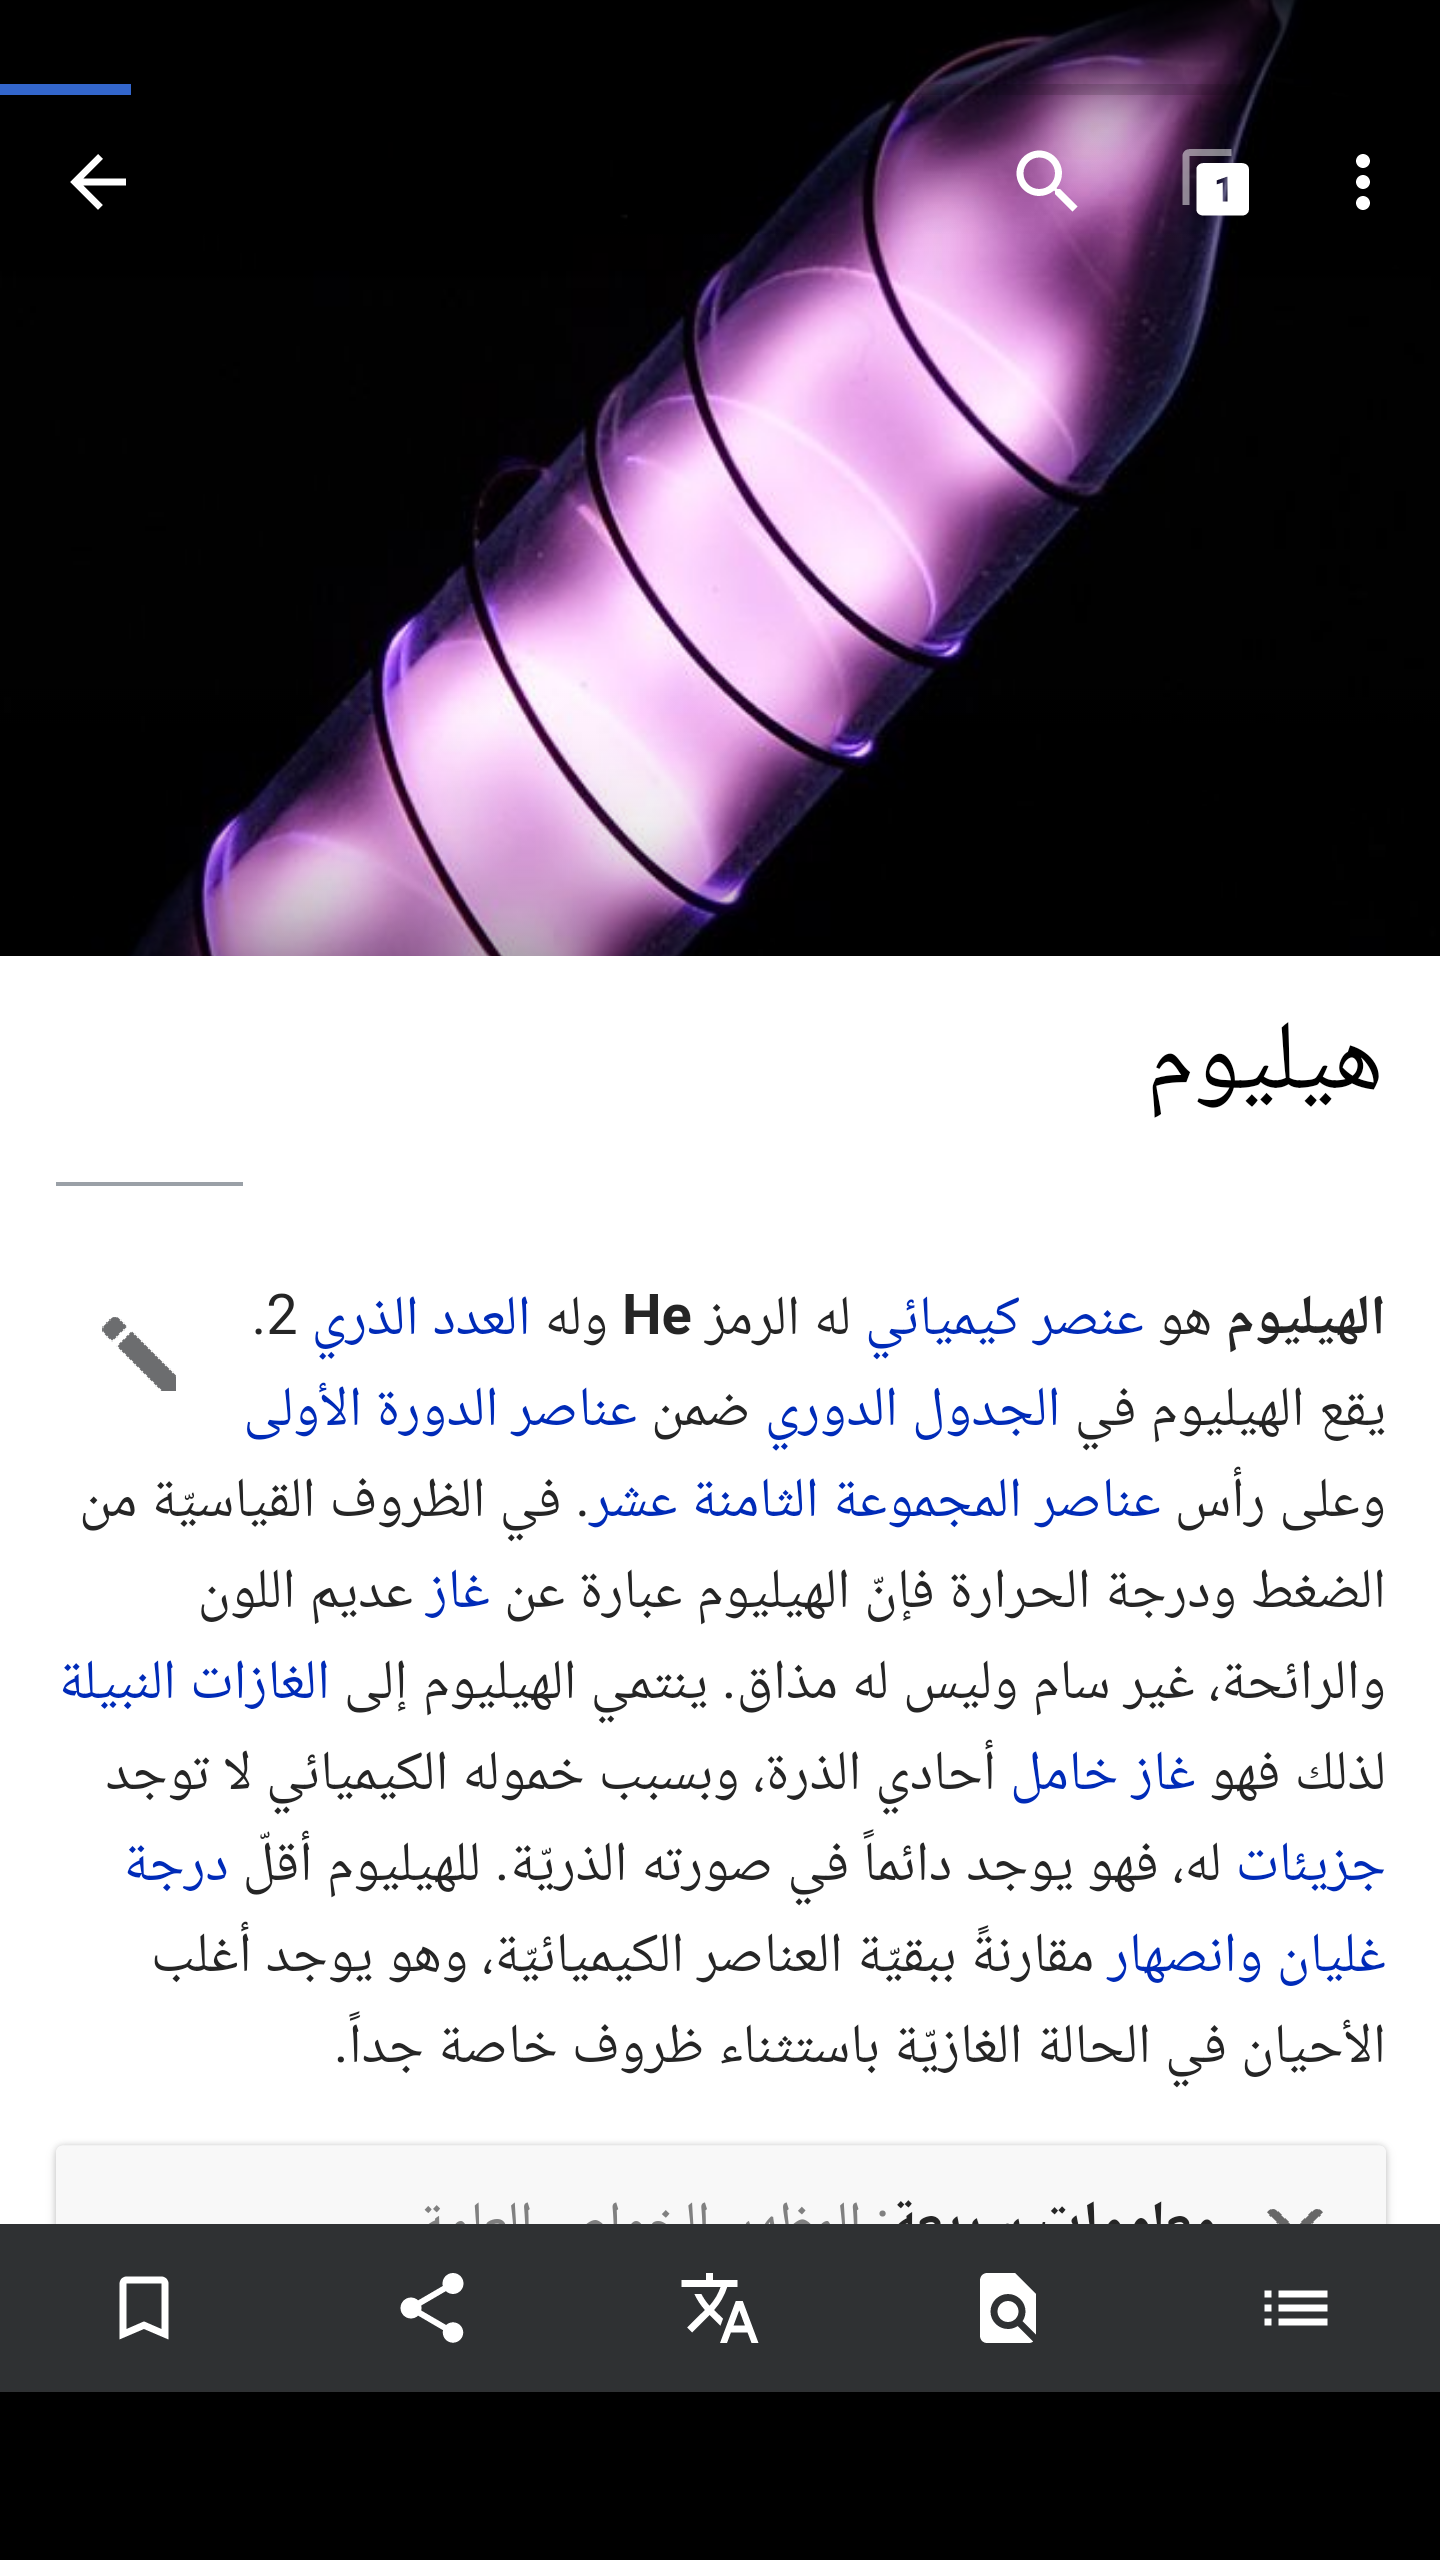 1
هيليوم
الهيليوم هو عنصر كيميائي له الرمز He وله العدد الذري 2.
يقع الهيليوم في الجدول الدوري ضمن عناصر الدورة الأولى
وعلى رأس عناصر المجموعة الثامنة عشر. في الظروف القياسيّة من
الضغط ودرجة الحرارة فإنّ الهيليوم عبارة عن غاز عديم اللون
والرائحة، غير سام وليس له مذاق. ينتمي الهيليوم إلى الغازات النبيلة
لذلك فهو غاز خامل أحادي الذرة، وبسبب خموله الكيميائي لا توجد
جزيئات له، فهو يوجد دائماً في صورته الذريّة. للهيليوم أقلّ درجة
غليان وانصهار مقارنةً ببقيّة العناصر الكيميائيّة، وهو يوجد أغلب
الأحيان في الحالة الغازيّة باستثناء ظروف خاصة جداً.
معلومات سريعة: